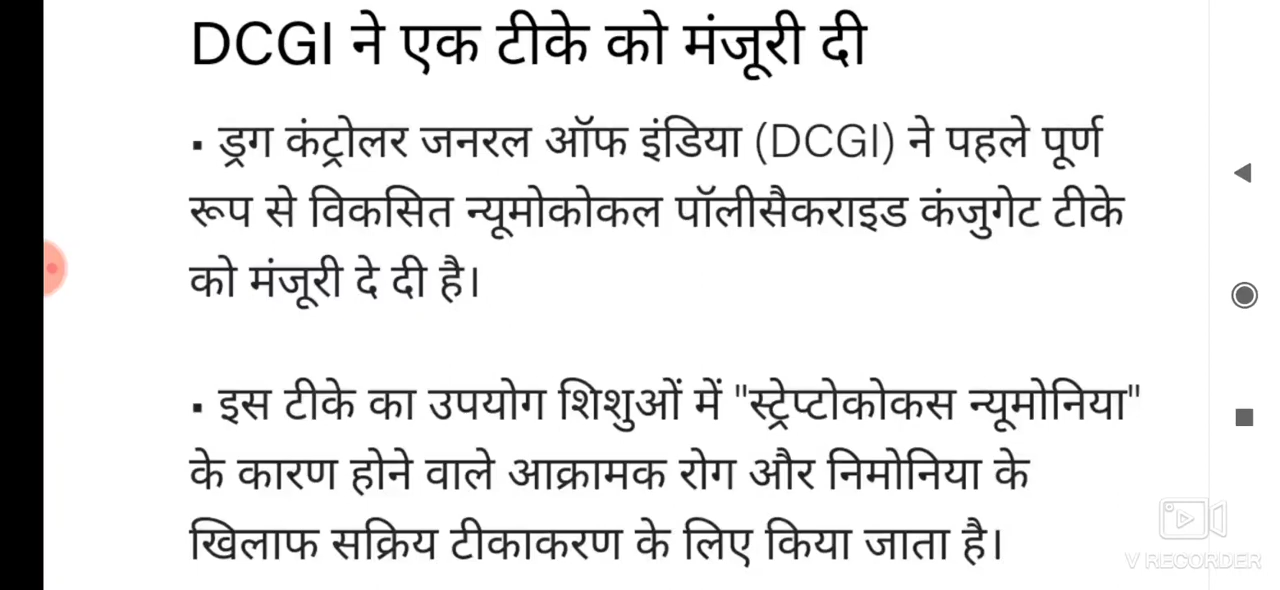 DCGI ने एक टीके को मंजूरी दी
▪ ड्रग कंट्रोलर जनरल ऑफ इंडिया (DCGI) ने पहले पूर्ण
रूप से विकसित न्यूमोकोकल पॉलीसैकराइड कंजुगेट टीके
को मंजूरी दे दी है।
▪ इस टीके का उपयोग शिशुओं में "स्ट्रेप्टोकोकस न्यूमोनिया"
के कारण होने वाले आक्रामक रोग और निमोनिया के
खिलाफ सक्रिय टीकाकरण के लिए किया जाता है।
V RECORDER